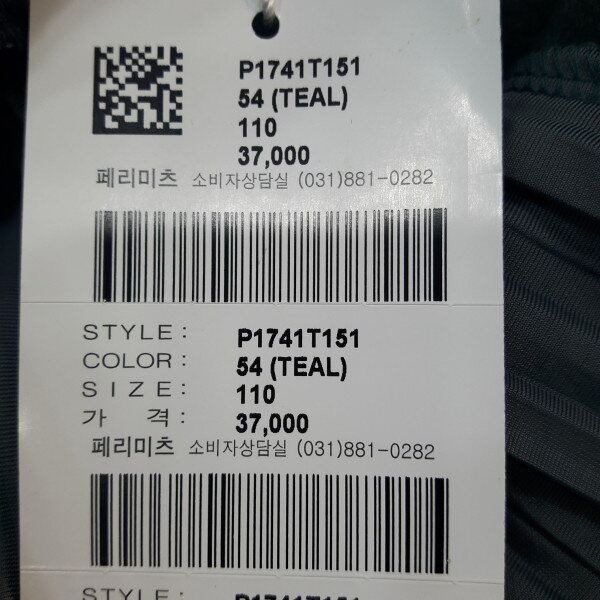 P1741T151
54 (TEAL)
110
37,000
페리미츠 소비자상담실 (031)881-0282
STYLE: P1741T151
COLOR: 54 (TEAL)
SIZE: 110
가 격: 37,000
페리미츠 소비자상담실 (031)881-0282
STYLE: P1741T151